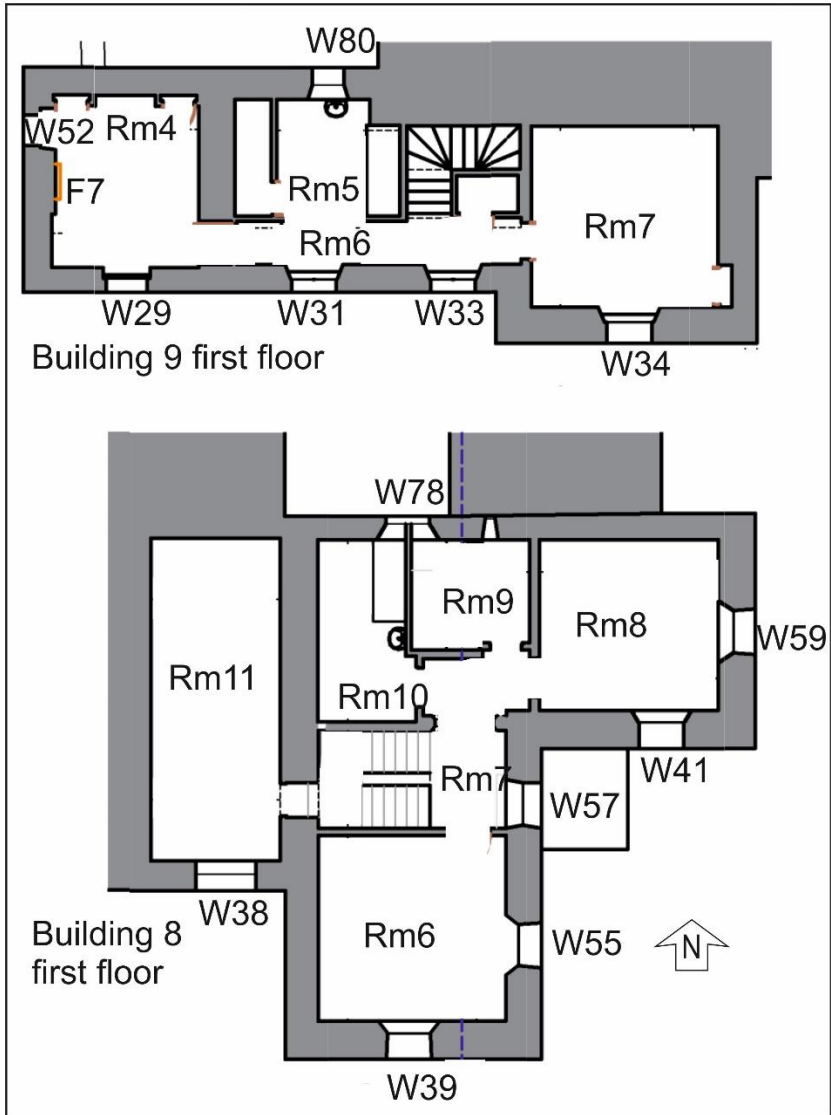 W80
W52
Rm4
F7
Rm5
Rm6
Rm7
W29
W31
W33
W34
Building 9 first floor
W78
Rm9
Rm8
W59
Rm11
Rm10
Rm7
W41
W57
W38
Rm6
W55
N
Building 8
first floor
W39